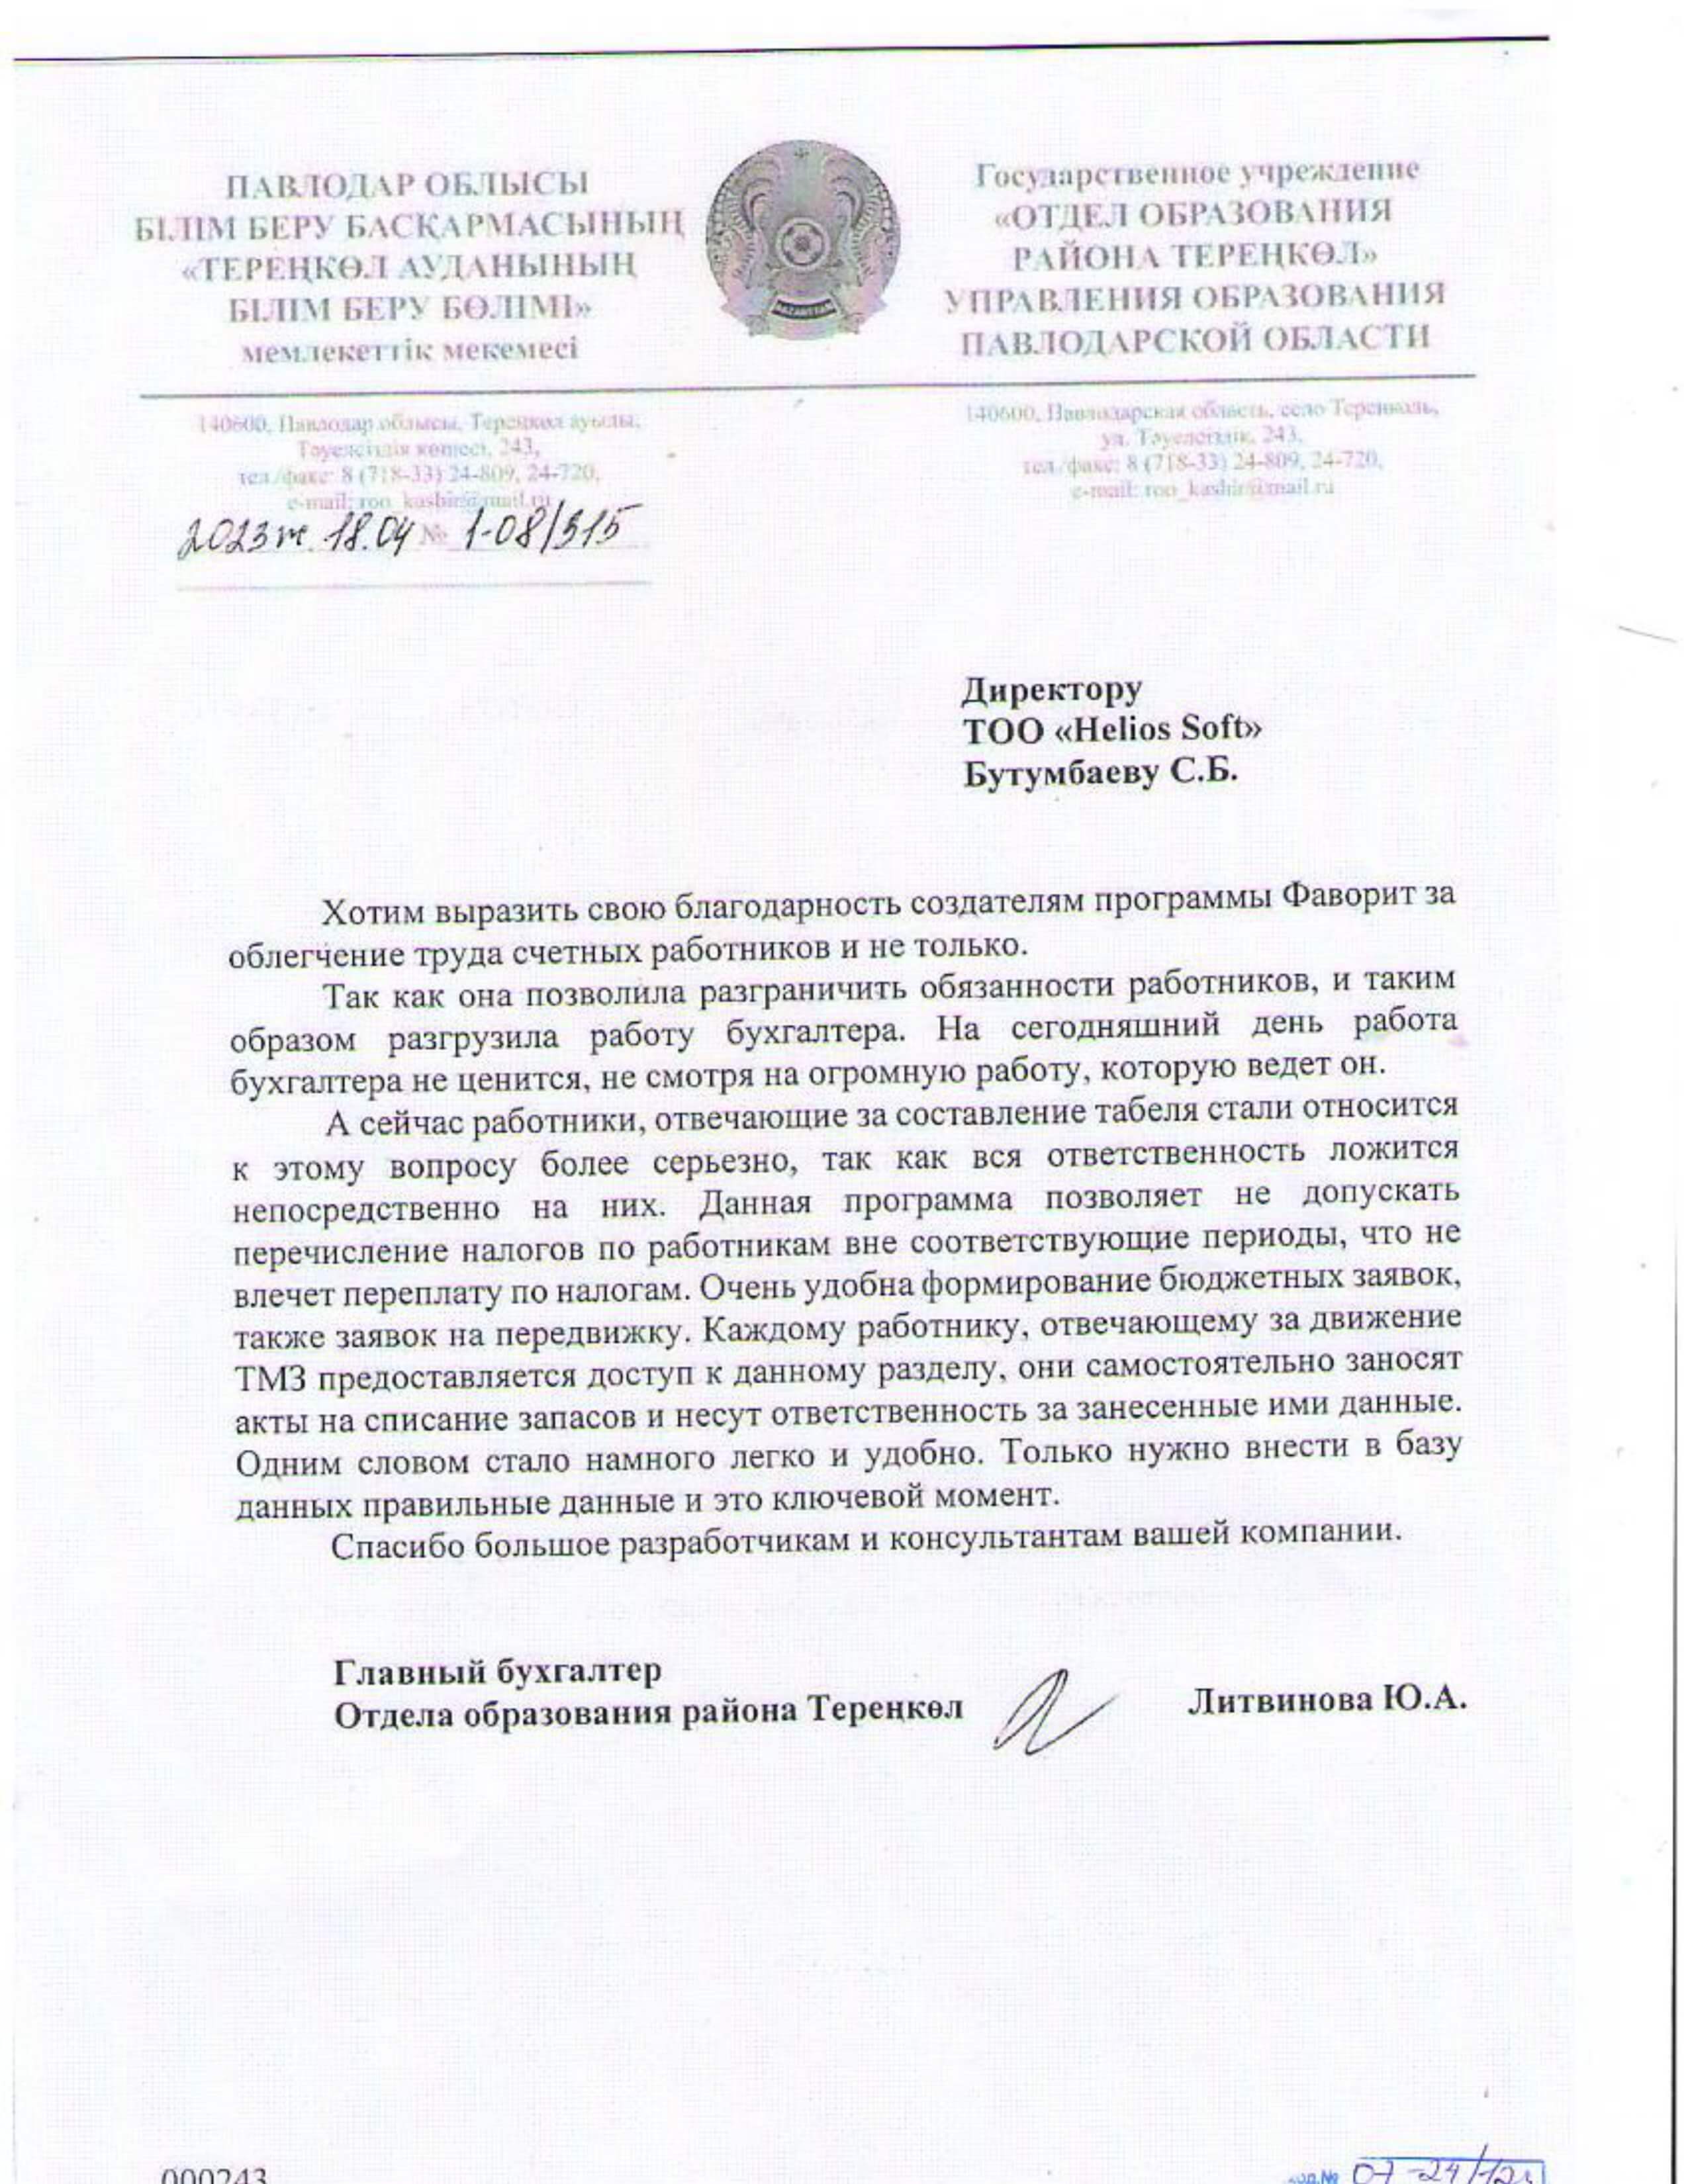 ПАВЛОДАР ОБЛЫСЫ
БІЛІМ БЕРУ БАСҚАРМАСЫНЫҢ
«ТЕРЕҢКӨЛ АУДАНЫНЫҢ
БІЛІМ БЕРУ БӨЛІМІ»
мемлекеттік мекемесі
Государственное учреждение
«ОТДЕЛ ОБРАЗОВАНИЯ
РАЙОНА ТЕРЕҢКӨЛ»
УПРАВЛЕНИЯ ОБРАЗОВАНИЯ
ПАВЛОДАРСКОЙ ОБЛАСТИ
140600, Павлодар облысы, Тереңкөл ауылы,
Тәуелсіздік көшесі, 243,
тел./факс: 8 (718-33) 24-809, 24-720,
e-mail: roo_kashir@mail.ru
140600, Павлодарская область, село Теренколь,
ул. Тәуелсіздік, 243,
тел./факс: 8 (718-33) 24-809, 24-720,
e-mail: roo_kashir@mail.ru
2023ж. 18.04 № 1-08/315
Директору
ТОО «Helios Soft»
Бутумбаеву С.Б.
Хотим выразить свою благодарность создателям программы Фаворит за
облегчение труда счетных работников и не только.
Так как она позволила разграничить обязанности работников, и таким
образом разгрузила работу бухгалтера. На сегодняшний день работа
бухгалтера не ценится, не смотря на огромную работу, которую ведет он.
А сейчас работники, отвечающие за составление табеля стали относится
к этому вопросу более серьезно, так как вся ответственность ложится
непосредственно на них. Данная программа позволяет не допускать
перечисление налогов по работникам вне соответствующие периоды, что не
влечет переплату по налогам. Очень удобна формирование бюджетных заявок,
также заявок на передвижку. Каждому работнику, отвечающему за движение
ТМЗ предоставляется доступ к данному разделу, они самостоятельно заносят
акты на списание запасов и несут ответственность за занесенные ими данные.
Одним словом стало намного легко и удобно. Только нужно внести в базу
данных правильные данные и это ключевой момент.
Спасибо большое разработчикам и консультантам вашей компании.
Главный бухгалтер
Отдела образования района Тереңкөл
Литвинова Ю.А.
000243